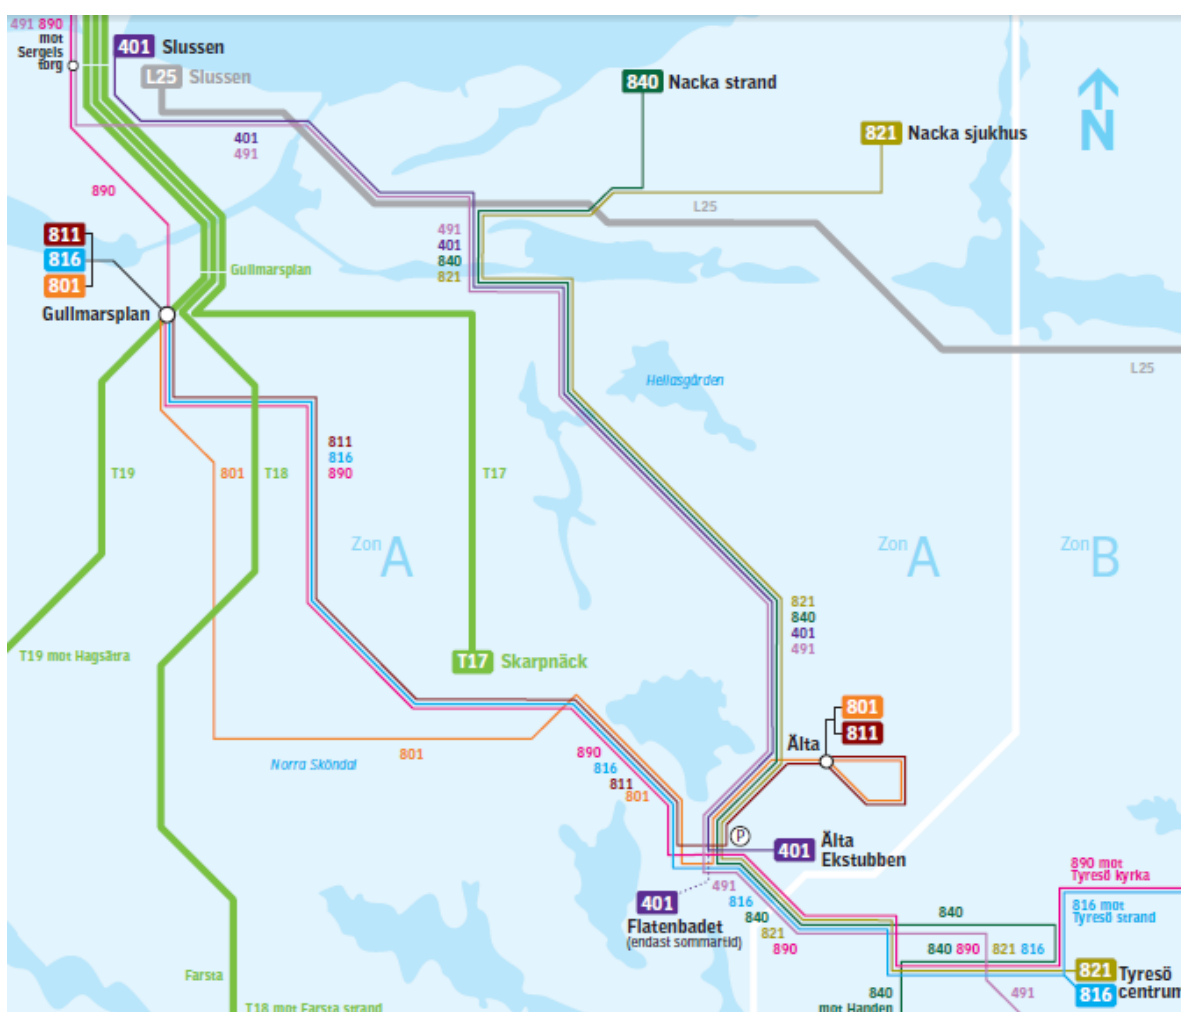 491 890
mot
Sergels
torg
401 Slussen
L25 Slussen
840 Nacka strand
821 Nacka sjukhus
N
401
491
890
L25
811
816
801
Gullmarsplan
Gullmarsplan
491
401
840
821
L25
Hellasgården
T19
801
T18
811
816
890
T17
Zon A
Zon A
Zon B
821
840
401
491
T19 mot Hagsätra
T17 Skarpnäck
801
811
Älta
801
Norra Sköndal
890
816
811
801
P
401 Älta
Ekstubben
401
Flatenbadet
(endast sommartid)
491
816
840
821
890
890 mot
Tyresö kyrka
816 mot
Tyresö strand
840
840 890
821 816
821 Tyresö
816 centrum
491
840
mot Handen
Farsta
T18 mot Farsta strand